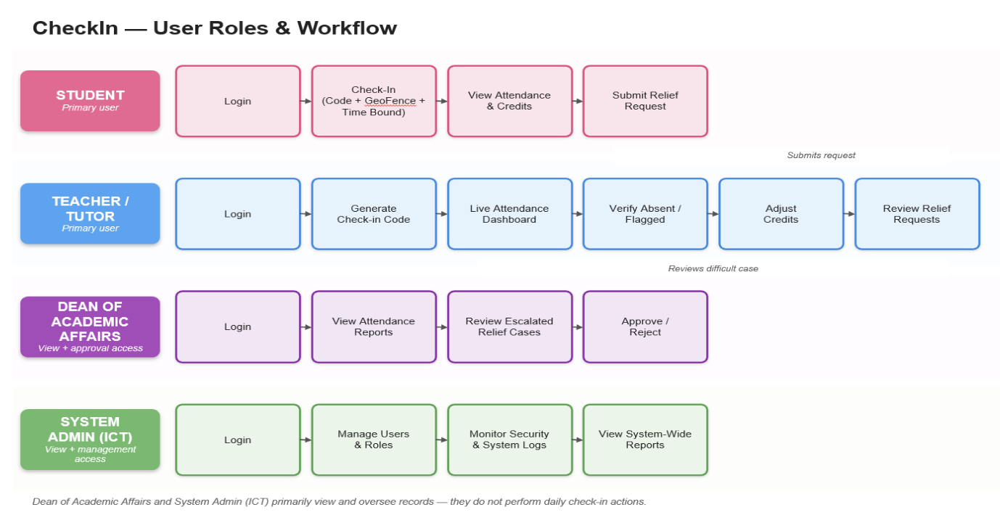 CheckIn — User Roles & Workflow
STUDENT
Primary user
Login
Check-In
(Code + GeoFence +
Time Bound)
View Attendance
& Credits
Submit Relief
Request
Submits request
TEACHER /
TUTOR
Primary user
Login
Generate
Check-in Code
Live Attendance
Dashboard
Verify Absent /
Flagged
Adjust
Credits
Review Relief
Requests
Reviews difficult case
DEAN OF
ACADEMIC
AFFAIRS
View + approval access
Login
View Attendance
Reports
Review Escalated
Relief Cases
Approve /
Reject
SYSTEM
ADMIN (ICT)
View + management
access
Login
Manage Users
& Roles
Monitor Security
& System Logs
View System-Wide
Reports
Dean of Academic Affairs and System Admin (ICT) primarily view and oversee records — they do not perform daily check-in actions.